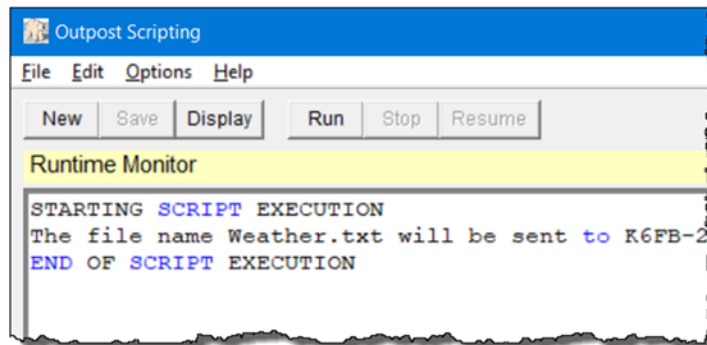 Outpost Scripting
File Edit Options Help
New Save Display Run Stop Resume
Runtime Monitor
STARTING SCRIPT EXECUTION
The file name Weather.txt will be sent to K6FB-2
END OF SCRIPT EXECUTION